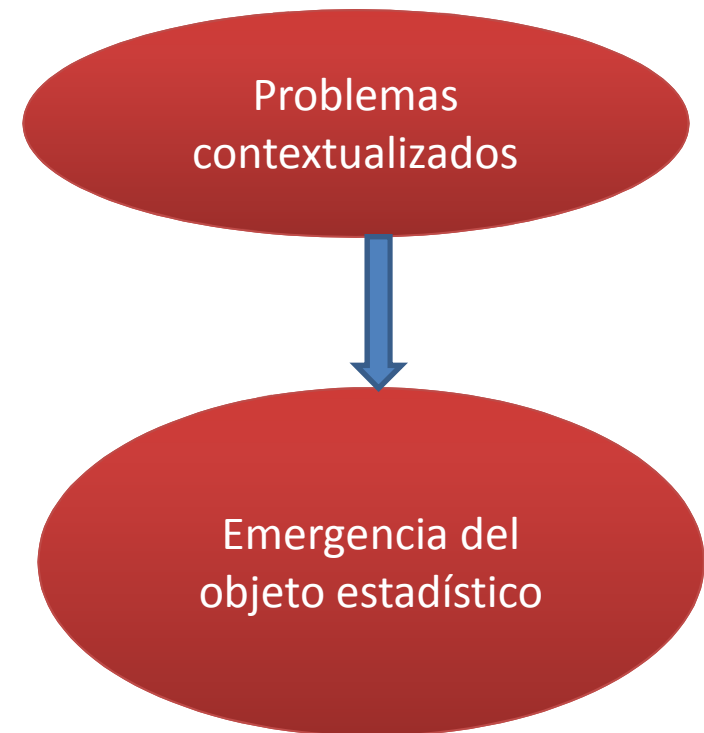 Problemas
contextualizados
Emergencia del
objeto estadístico